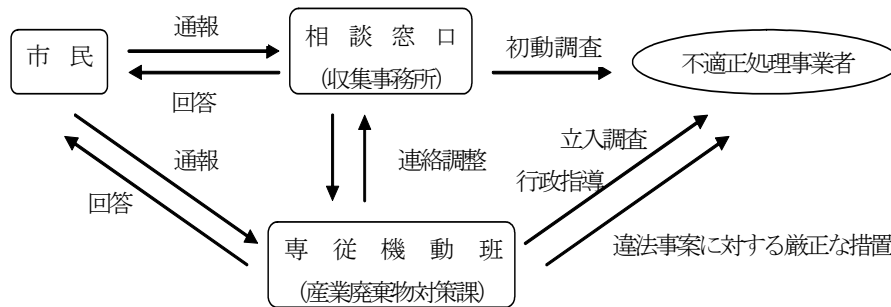 通報
市 民
相 談 窓 口
(収集事務所)
初動調査
不適正処理事業者
回答
通報
連絡調整
立入調査
行政指導
回答
専 従 機 動 班
(産業廃棄物対策課)
違法事案に対する厳正な措置